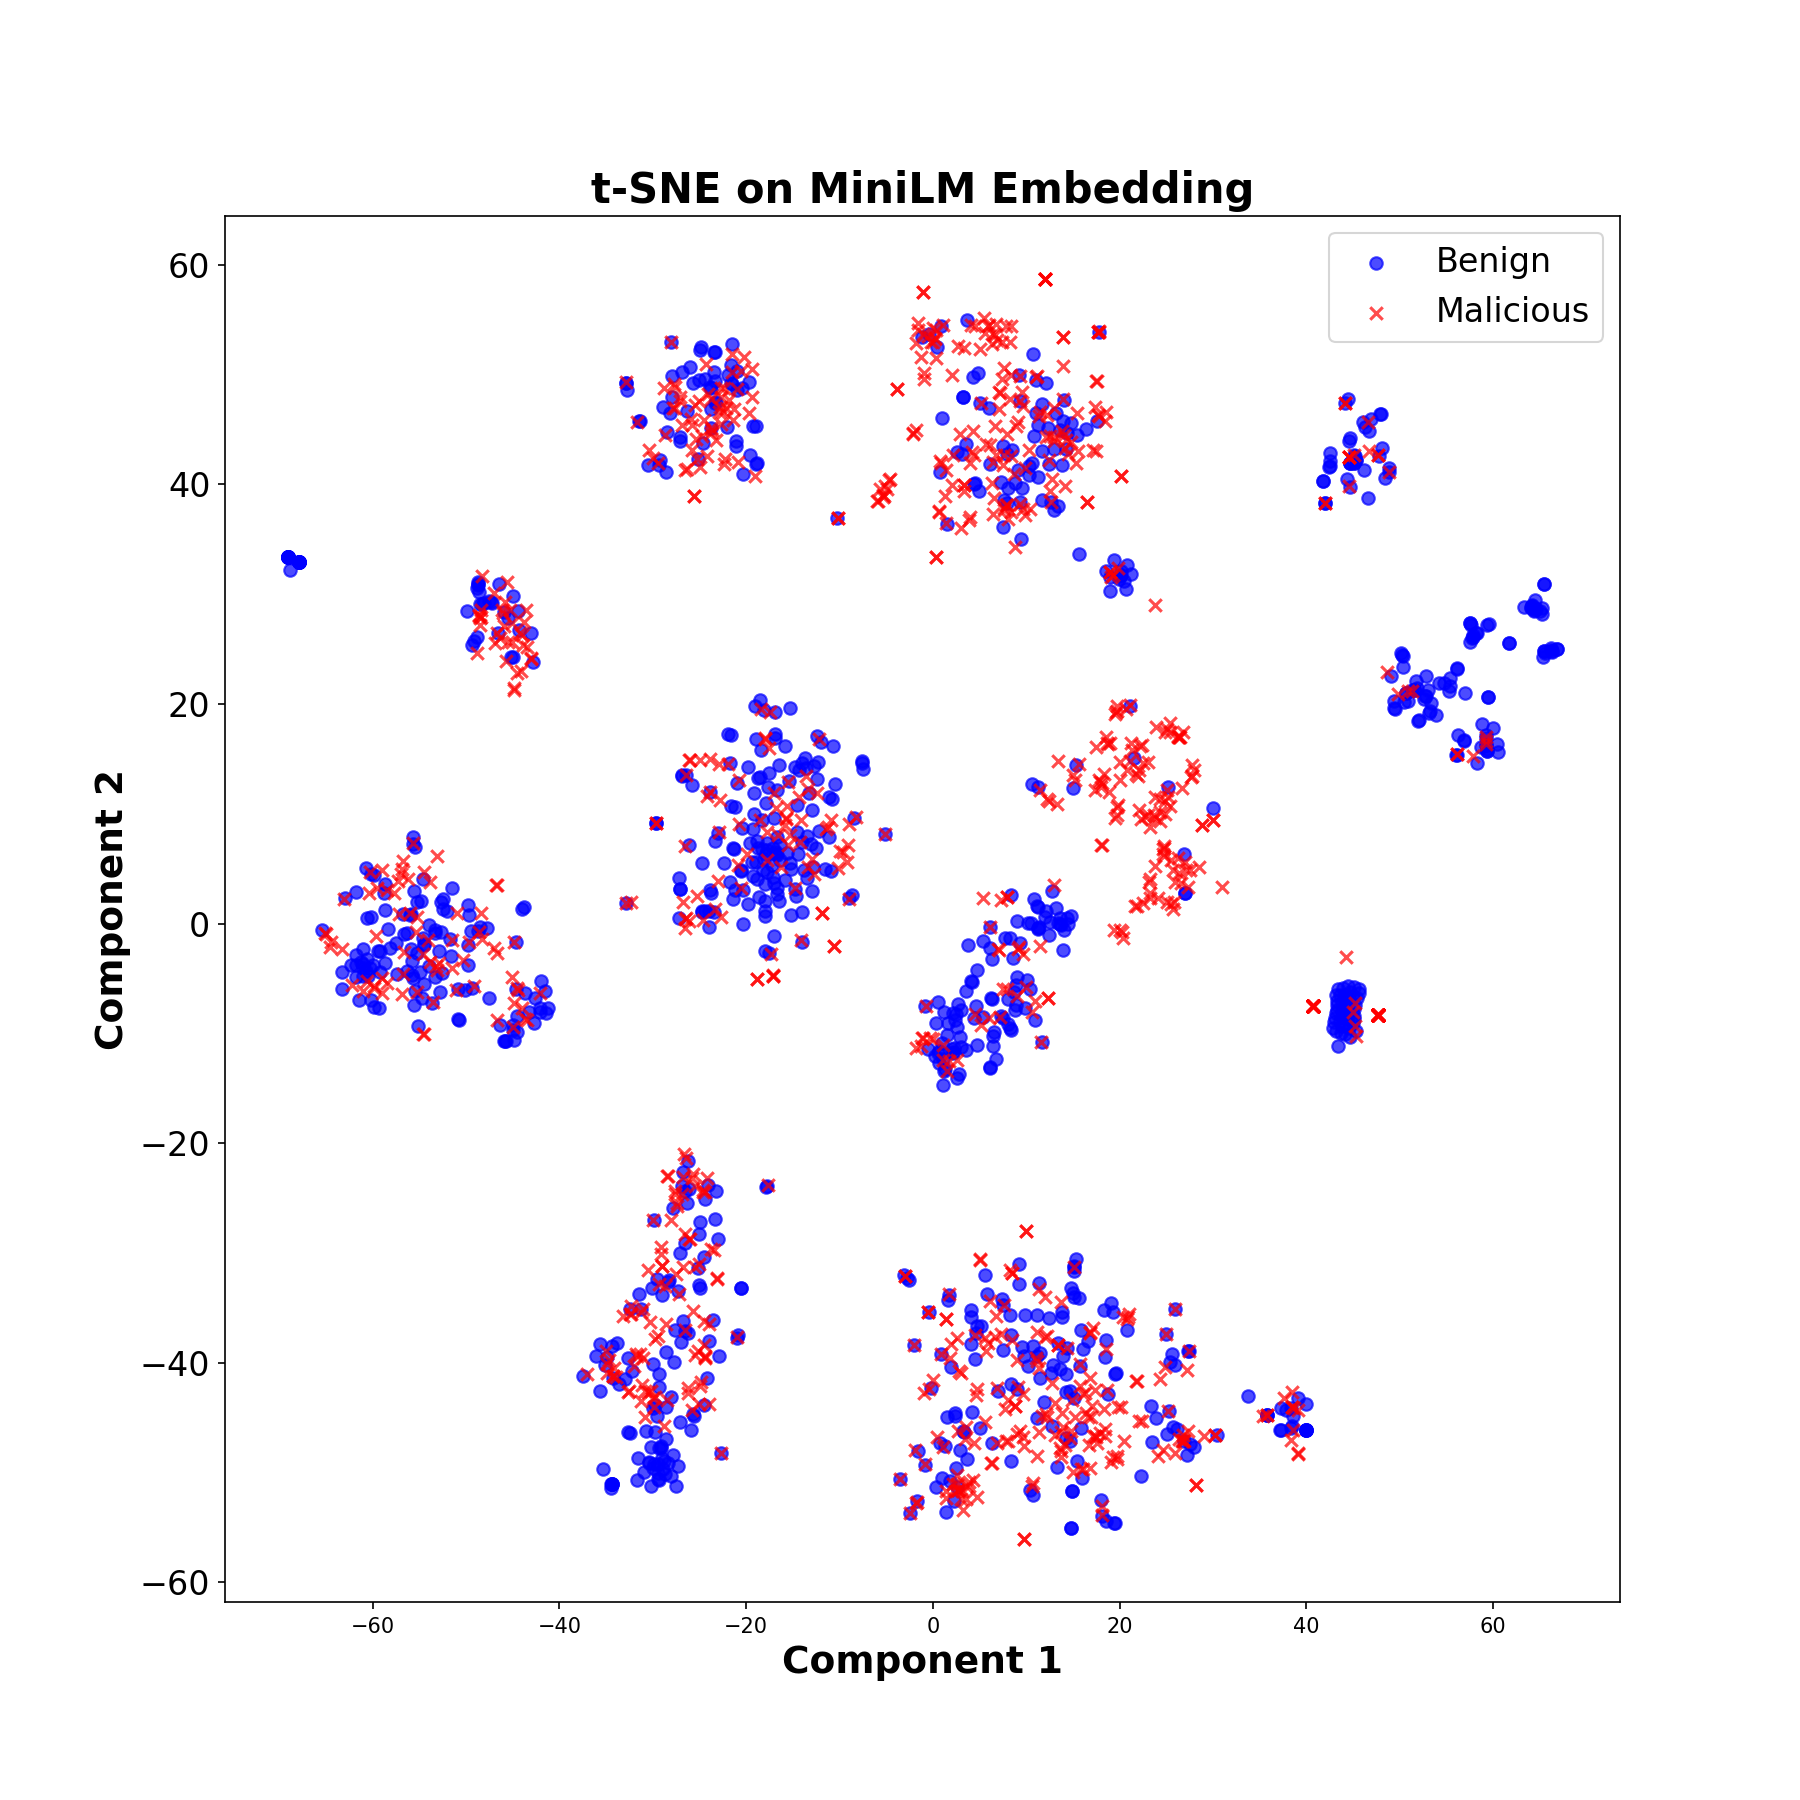 t-SNE on MiniLM Embedding
Benign
Malicious
60
40
20
0
−20
−40
−60
Component 2
−60 −40 −20 0 20 40 60
Component 1